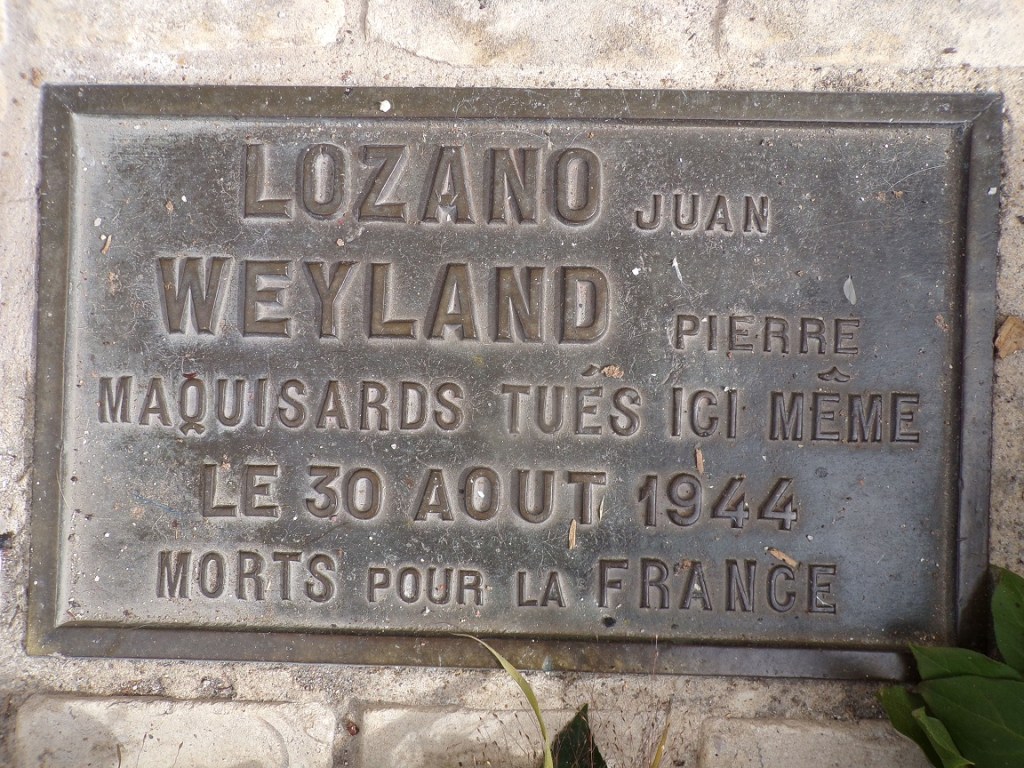 LOZANO JUAN
WEYLAND PIERRE
MAQUISARDS TUÉS ICI MÊME
LE 30 AOUT 1944
MORTS POUR LA FRANCE